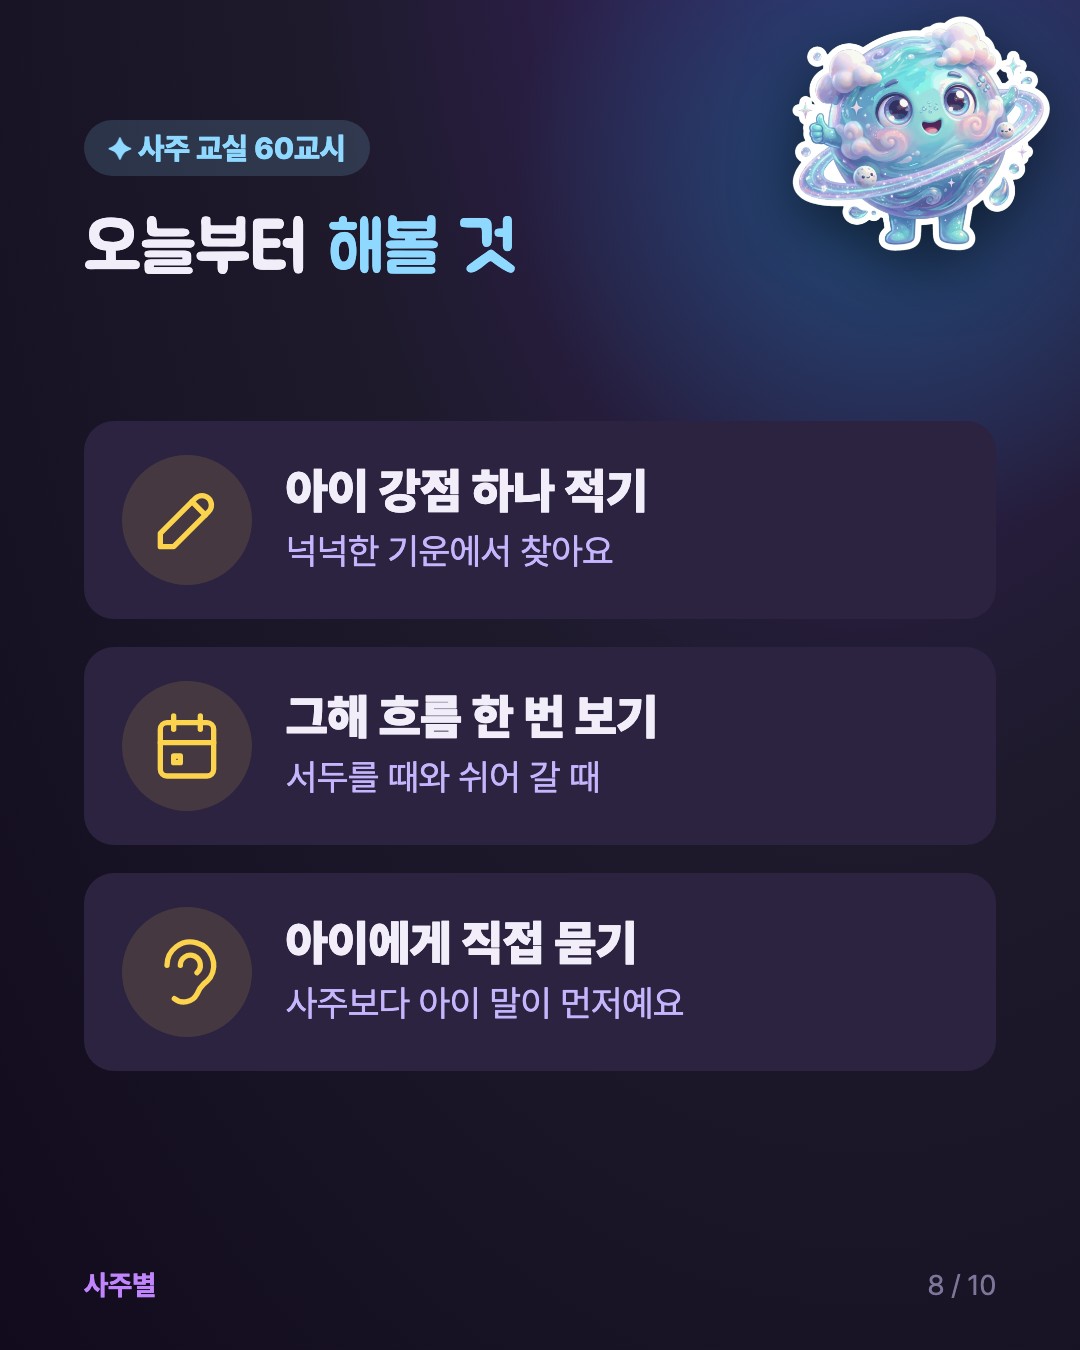 ✦ 사주 교실 60교시
오늘부터 해볼 것
아이 강점 하나 적기
넉넉한 기운에서 찾아요
그해 흐름 한 번 보기
서두를 때와 쉬어 갈 때
아이에게 직접 묻기
사주보다 아이 말이 먼저예요
사주별
8 / 10